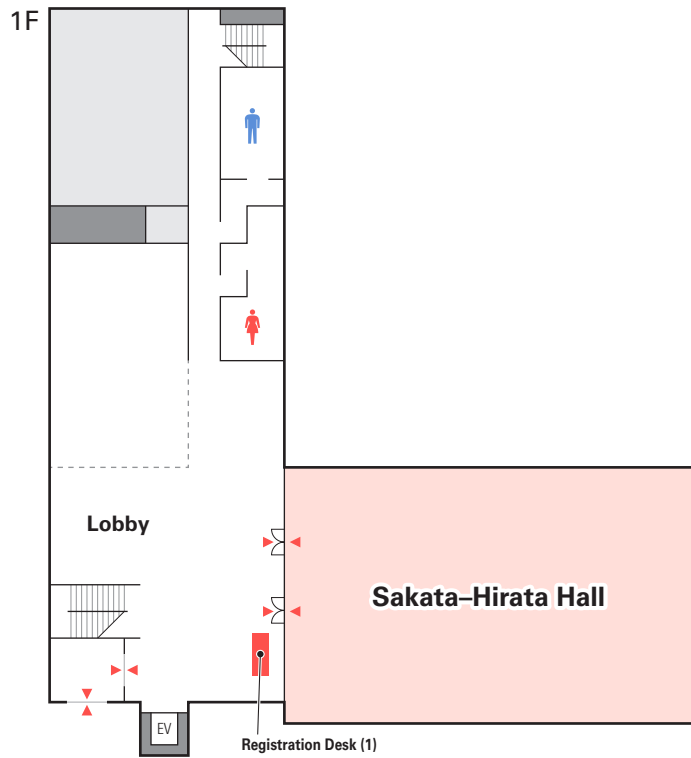 1F
Lobby
Sakata–Hirata Hall
EV
Registration Desk (1)